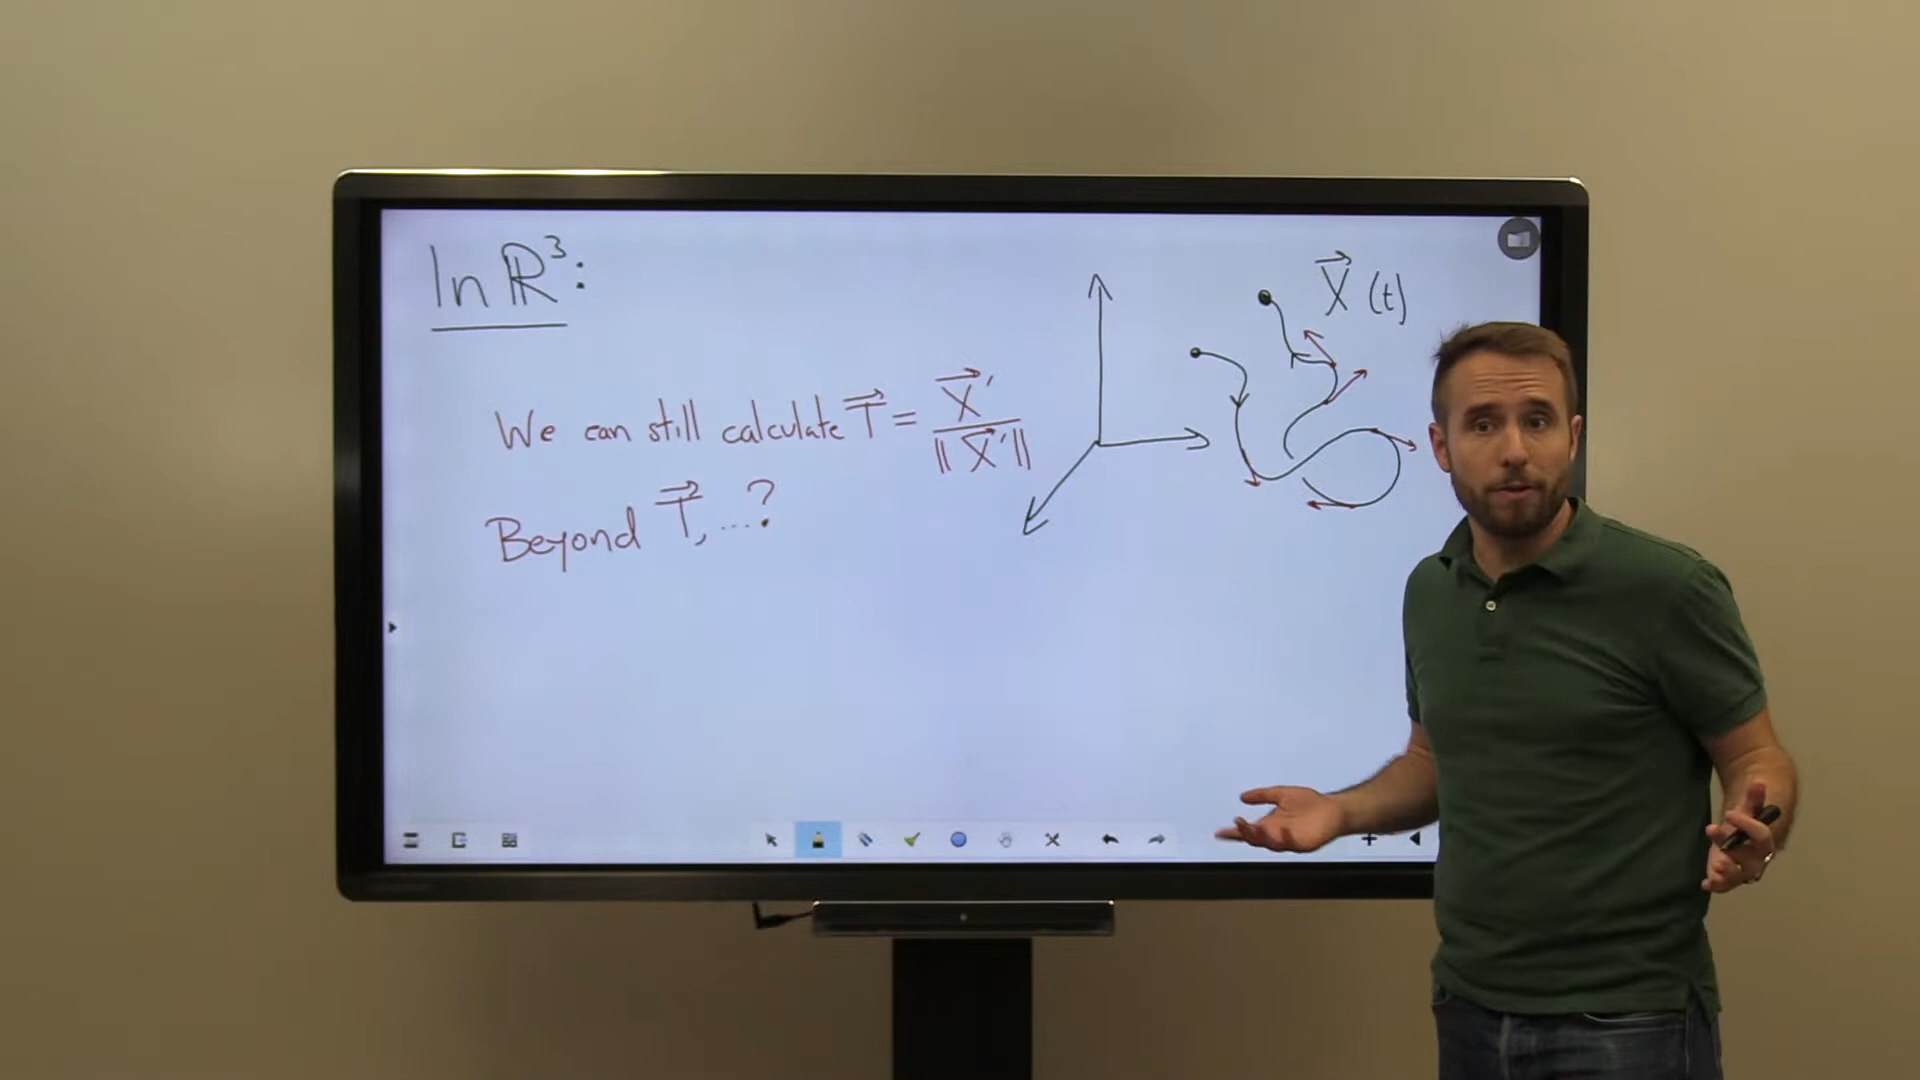 In ℝ³:
X⃗ (t)
We can still calculate T⃗ = X⃗′ / ‖X⃗′‖
Beyond T⃗, ...?